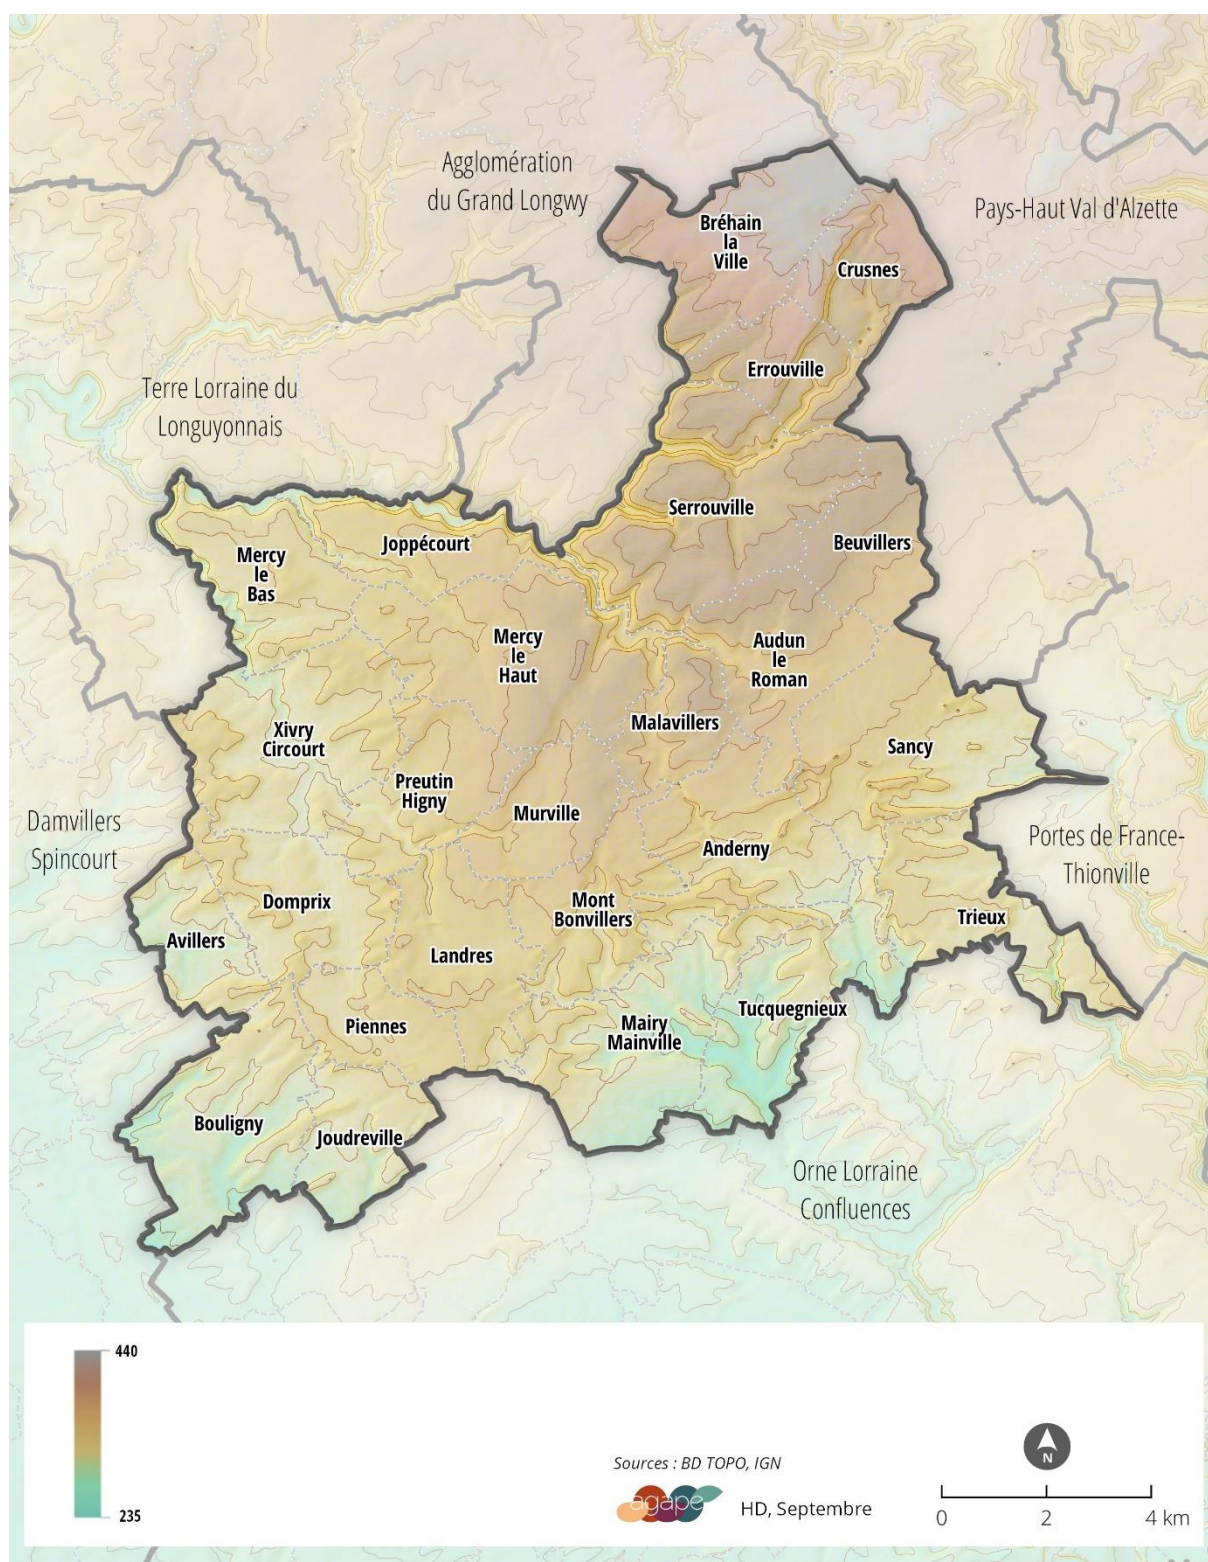 Agglomération
du Grand Longwy
Pays-Haut Val d'Alzette
Bréhain
la
Ville
Crusnes
Errouville
Terre Lorraine du
Longuyonnais
Serrouville
Beuvillers
Joppécourt
Mercy
le
Bas
Mercy
le
Haut
Audun
le
Roman
Malavillers
Xivry
Circourt
Sancy
Preutin
Higny
Murville
Damvillers
Spincourt
Anderny
Portes de France-
Thionville
Domprix
Mont
Bonvillers
Trieux
Avillers
Landres
Piennes
Mairy
Mainville
Tucquegnieux
Bouligny
Joudreville
Orne Lorraine
Confluences
440
235
Sources : BD TOPO, IGN
agape
HD, Septembre
N
0 2 4 km